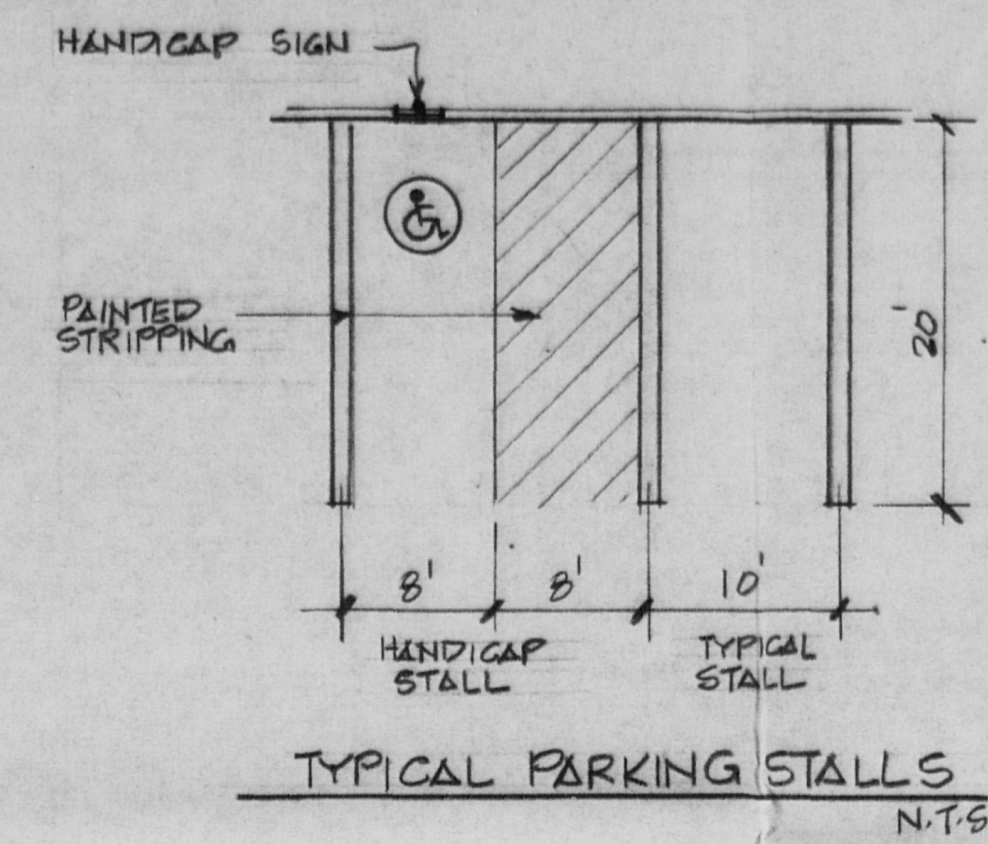 HANDICAP SIGN
PAINTED
STRIPPING
20'
8'
8'
10'
HANDICAP
STALL
TYPICAL
STALL
TYPICAL PARKING STALLS
N.T.S